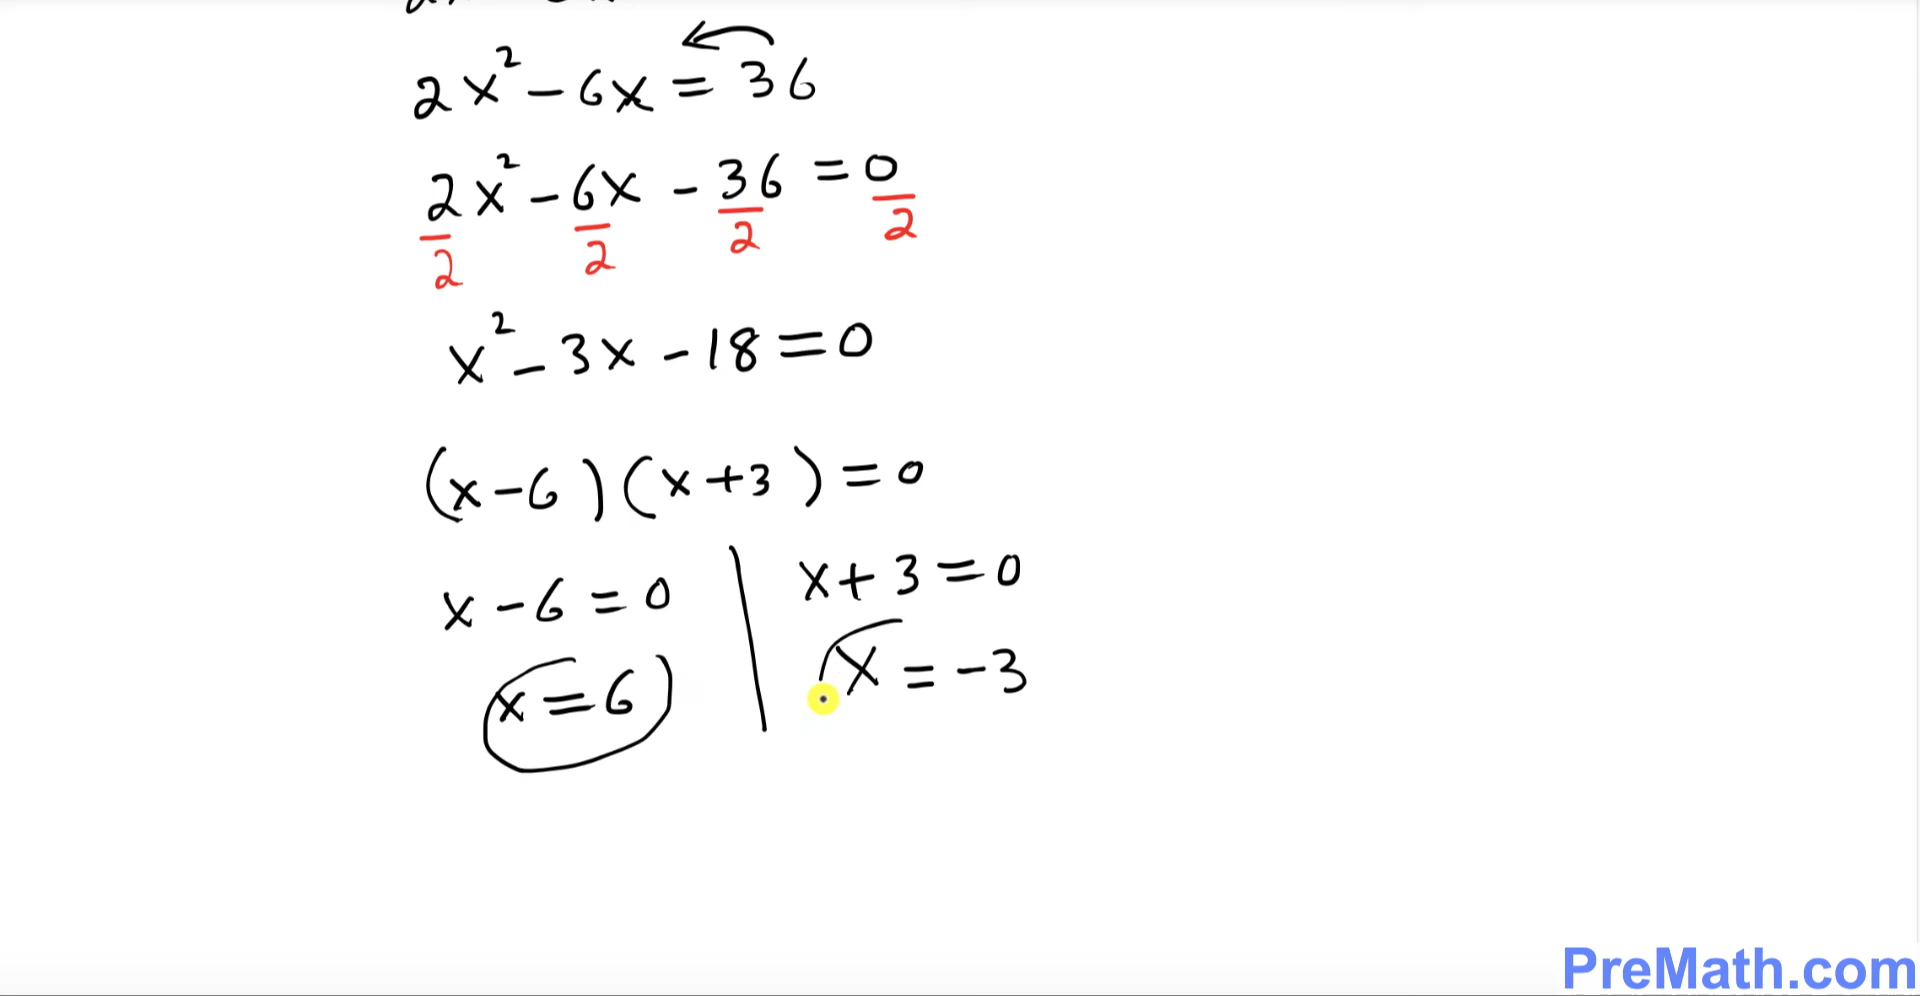 2x² - 6x = 36
2x² - 6x - 36 = 0
2 2 2 2
x² - 3x - 18 = 0
(x - 6)(x + 3) = 0
x - 6 = 0 | x + 3 = 0
x = 6 | x = -3
PreMath.com